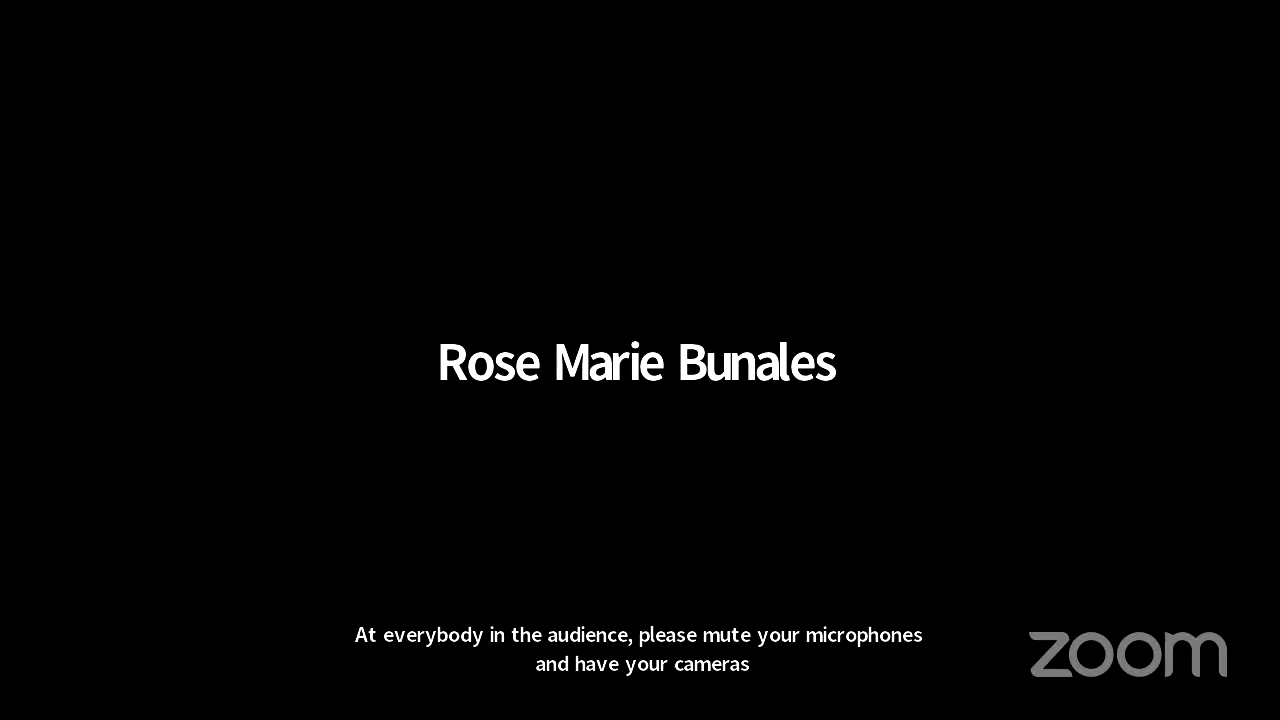 Rose Marie Bunales
At everybody in the audience, please mute your microphones
and have your cameras
zoom